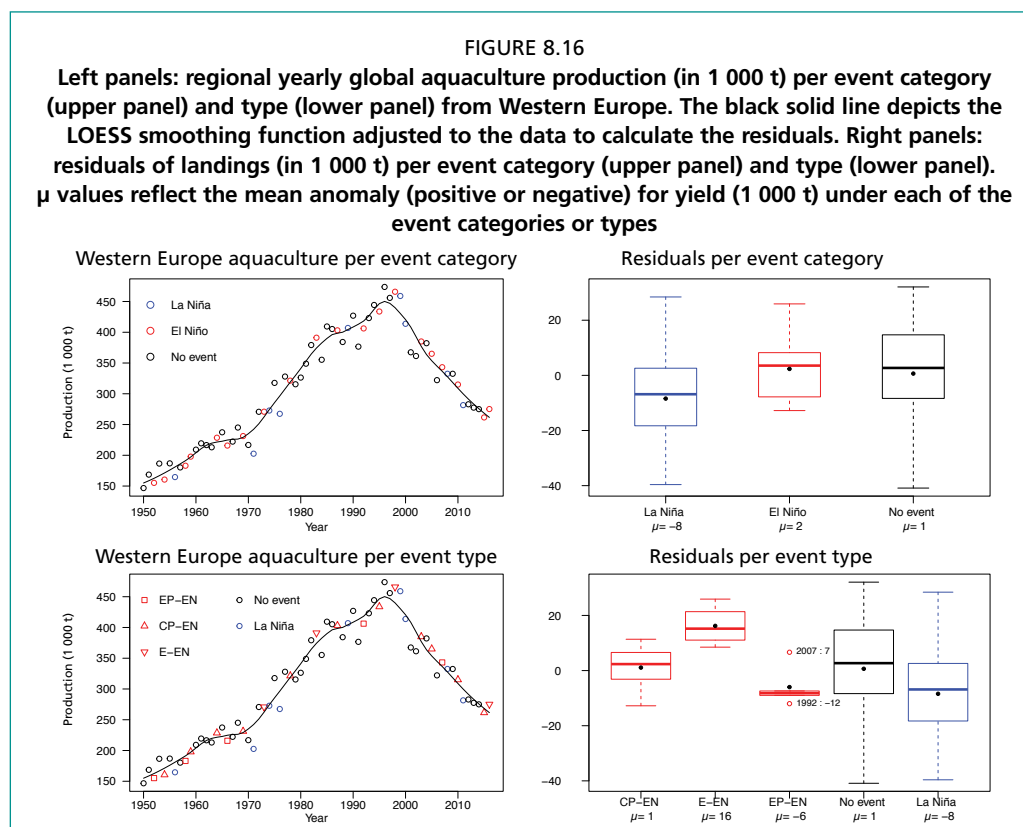 FIGURE 8.16
Left panels: regional yearly global aquaculture production (in 1 000 t) per event category
(upper panel) and type (lower panel) from Western Europe. The black solid line depicts the
LOESS smoothing function adjusted to the data to calculate the residuals. Right panels:
residuals of landings (in 1 000 t) per event category (upper panel) and type (lower panel).
µ values reflect the mean anomaly (positive or negative) for yield (1 000 t) under each of the
event categories or types
Western Europe aquaculture per event category
450
400
350
300
250
200
150
Production (1 000 t)
La Niña
El Niño
No event
1950 1960 1970 1980 1990 2000 2010
Year
Residuals per event category
20
0
−20
−40
La Niña El Niño No event
µ= −8 µ= 2 µ= 1
Western Europe aquaculture per event type
450
400
350
300
250
200
150
Production (1 000 t)
EP−EN No event
CP−EN La Niña
E−EN
1950 1960 1970 1980 1990 2000 2010
Year
Residuals per event type
20
0
−20
−40
2007 : 7
1992 : −12
CP−EN E−EN EP−EN No event La Niña
µ= 1 µ= 16 µ= −6 µ= 1 µ= −8